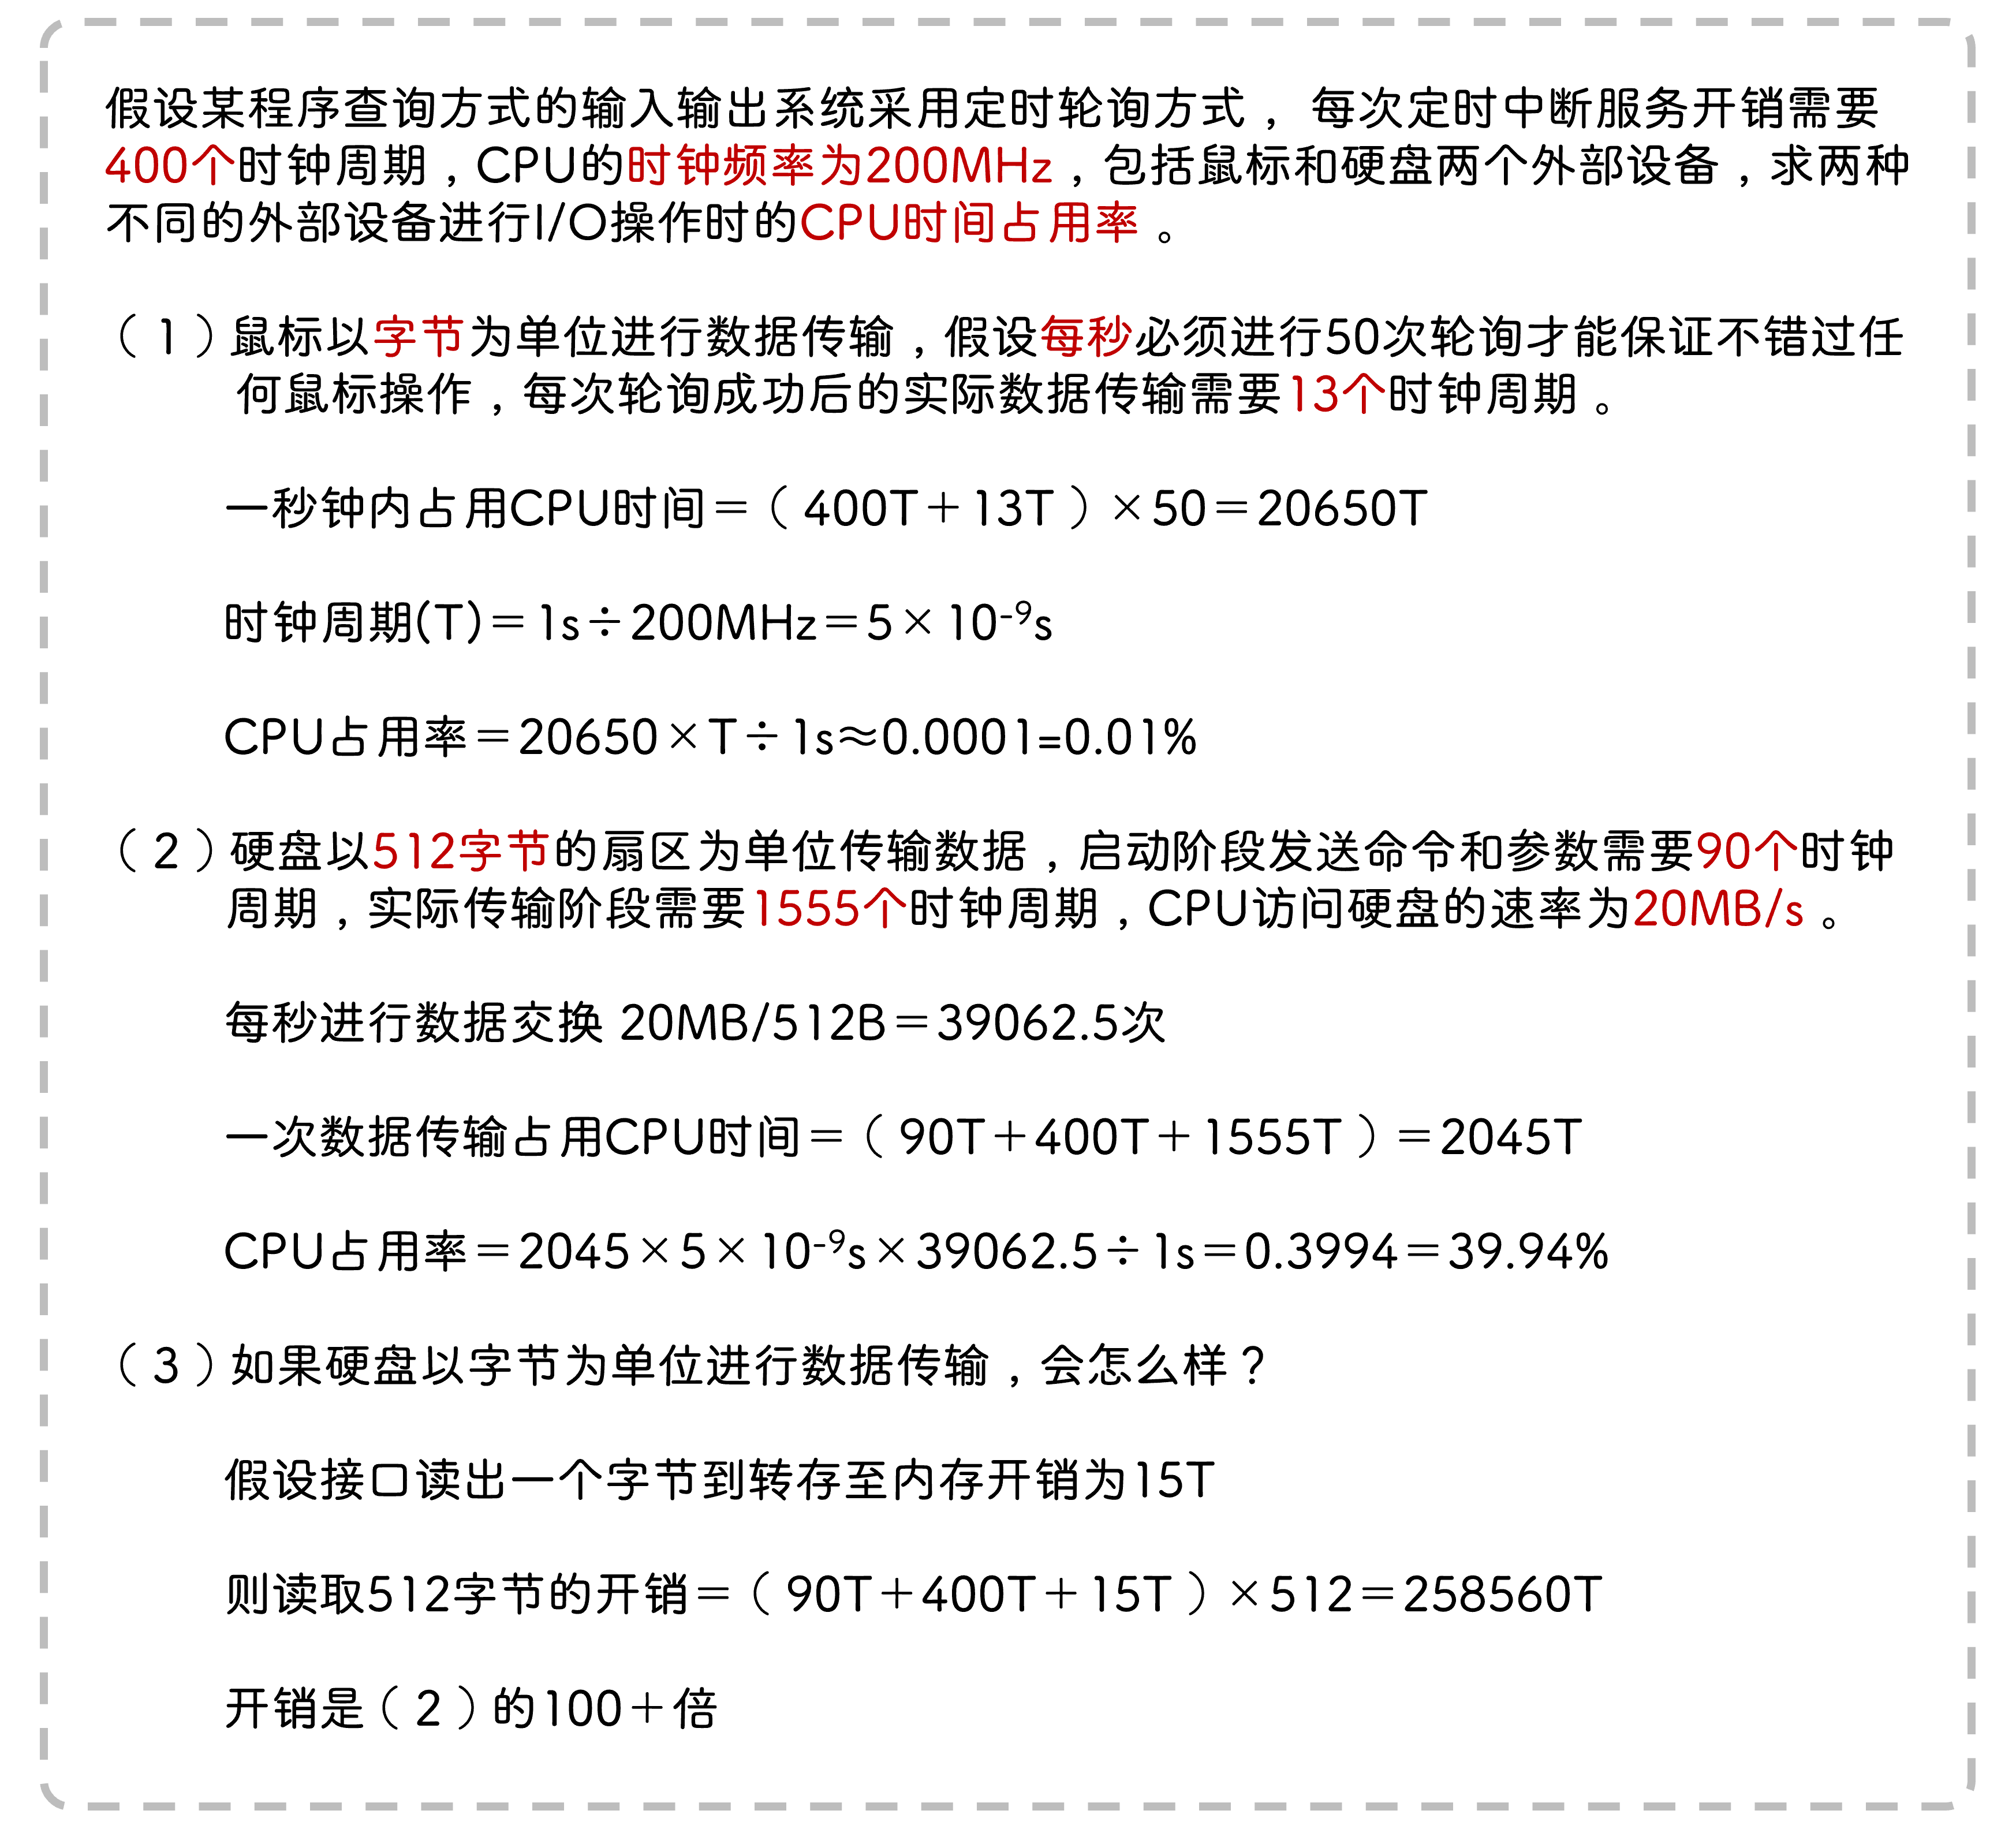 假设某程序查询方式的输入输出系统采用定时轮询方式，每次定时中断服务开销需要
400个时钟周期，CPU的时钟频率为200MHz，包括鼠标和硬盘两个外部设备，求两种
不同的外部设备进行I/O操作时的CPU时间占用率。
（1）鼠标以字节为单位进行数据传输，假设每秒必须进行50次轮询才能保证不错过任
何鼠标操作，每次轮询成功后的实际数据传输需要13个时钟周期。
一秒钟内占用CPU时间＝（400T＋13T）×50＝20650T
时钟周期(T)＝1s÷200MHz＝5×10⁻⁹s
CPU占用率＝20650×T÷1s≈0.0001=0.01%
（2）硬盘以512字节的扇区为单位传输数据，启动阶段发送命令和参数需要90个时钟
周期，实际传输阶段需要1555个时钟周期，CPU访问硬盘的速率为20MB/s。
每秒进行数据交换 20MB/512B＝39062.5次
一次数据传输占用CPU时间＝（90T＋400T＋1555T）＝2045T
CPU占用率＝2045×5×10⁻⁹s×39062.5÷1s＝0.3994＝39.94%
（3）如果硬盘以字节为单位进行数据传输，会怎么样？
假设接口读出一个字节到转存至内存开销为15T
则读取512字节的开销＝（90T＋400T＋15T）×512＝258560T
开销是（2）的100＋倍